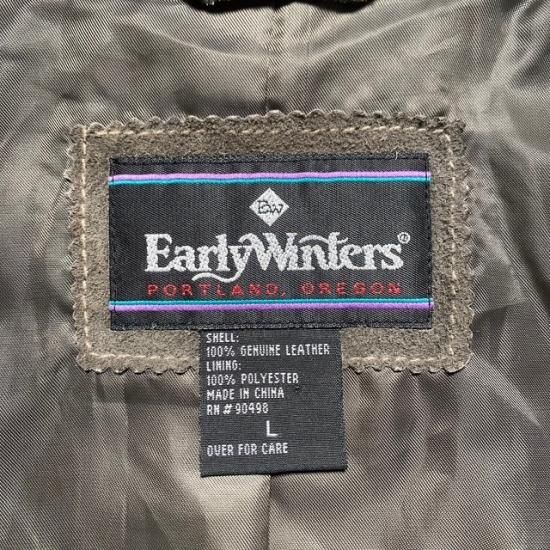 EW
EarlyWinters®
PORTLAND, OREGON
SHELL:
100% GENUINE LEATHER
LINING:
100% POLYESTER
MADE IN CHINA
RN # 90498
L
OVER FOR CARE